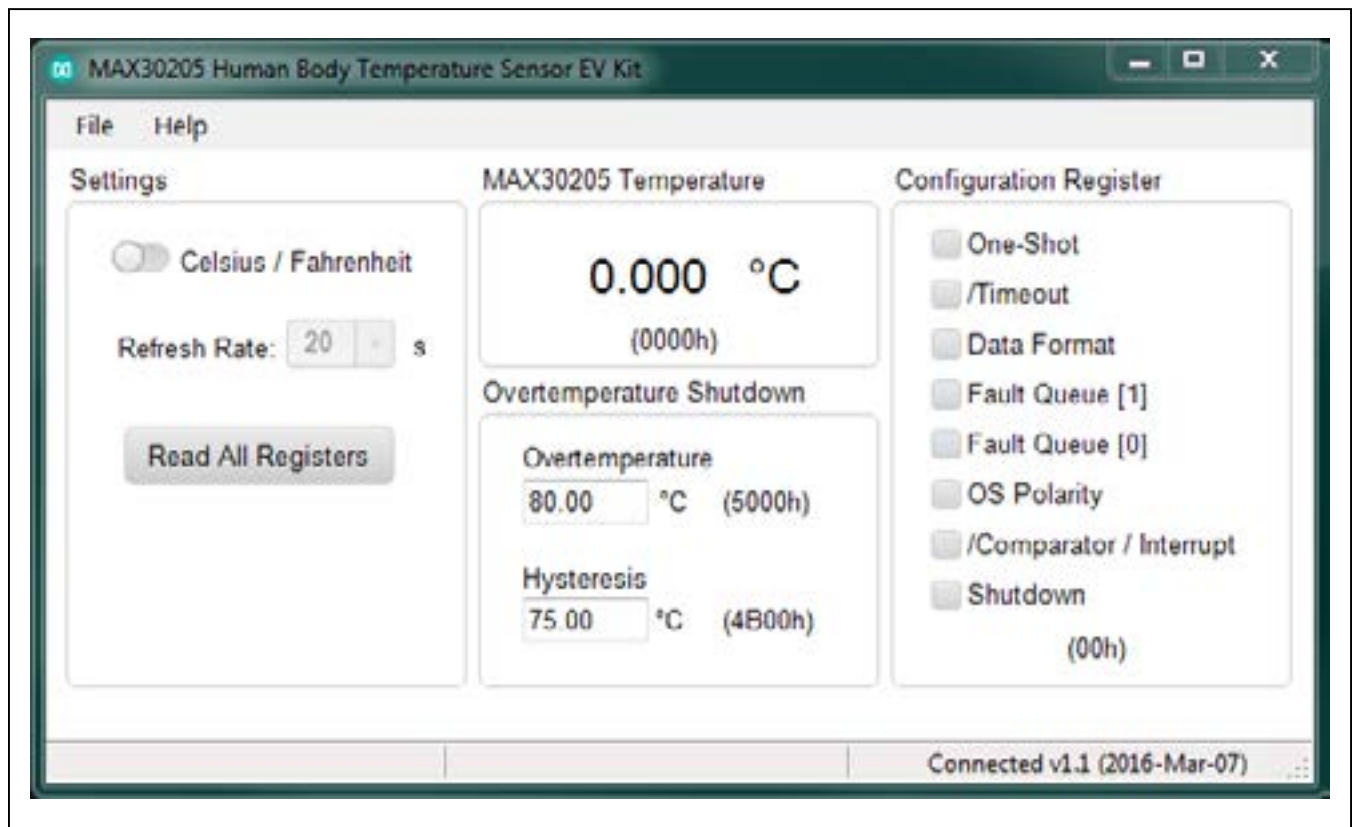 MAX30205 Human Body Temperature Sensor EV Kit
File Help
Settings
Celsius / Fahrenheit
Refresh Rate: 20 s
Read All Registers
MAX30205 Temperature
0.000 °C
(0000h)
Overtemperature Shutdown
Overtemperature
80.00 °C (5000h)
Hysteresis
75.00 °C (4B00h)
Configuration Register
One-Shot
/Timeout
Data Format
Fault Queue [1]
Fault Queue [0]
OS Polarity
/Comparator / Interrupt
Shutdown
(00h)
Connected v1.1 (2016-Mar-07)